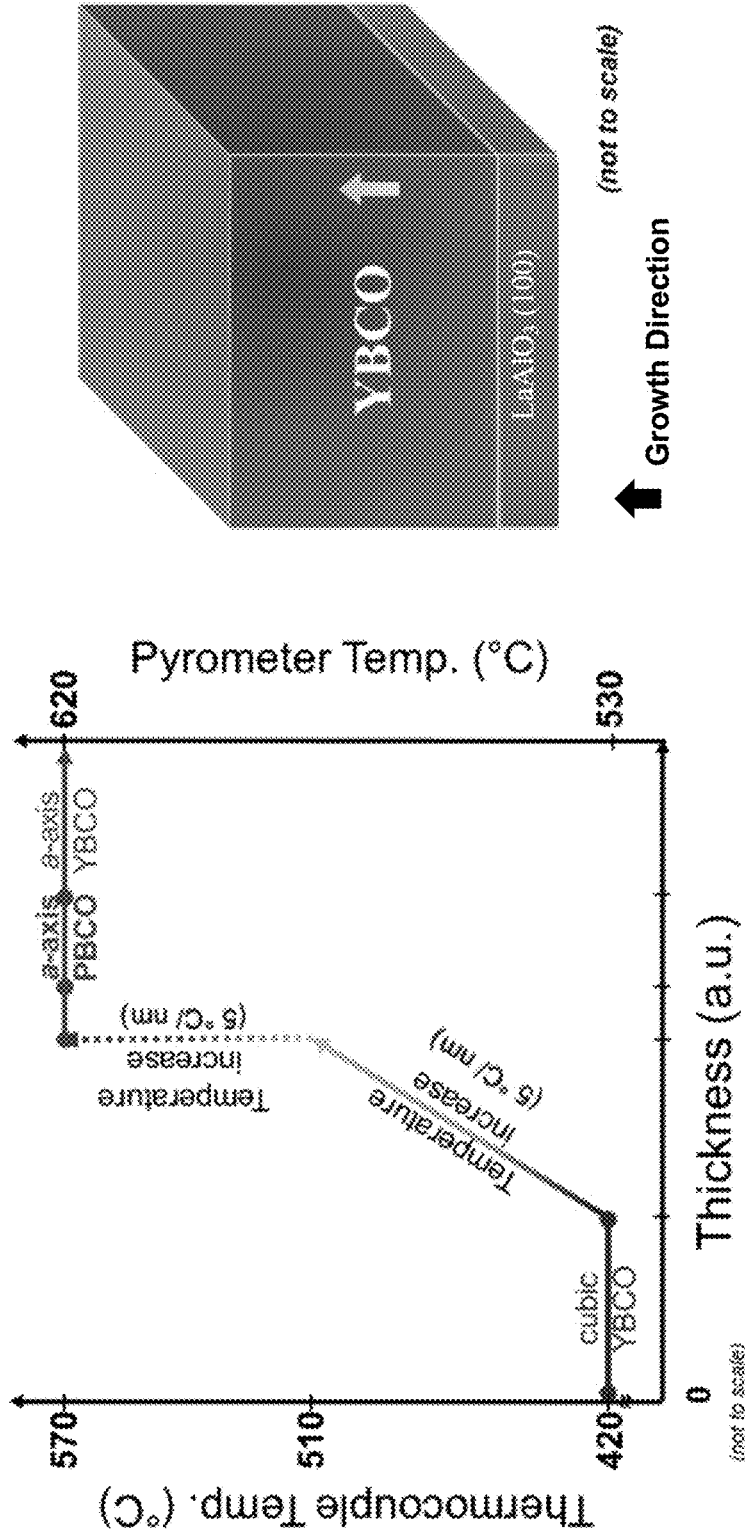 Thermocouple Temp. (°C)
570
510
420
Temperature
increase
(5 °C/ nm)
Temperature
increase
(5 °C/ nm)
cubic
YBCO
a-axis
PBCO
a-axis
YBCO
620
530
Pyrometer Temp. (°C)
0
Thickness (a.u.)
(not to scale)
YBCO
LaAlO₃ (100)
Growth Direction
(not to scale)